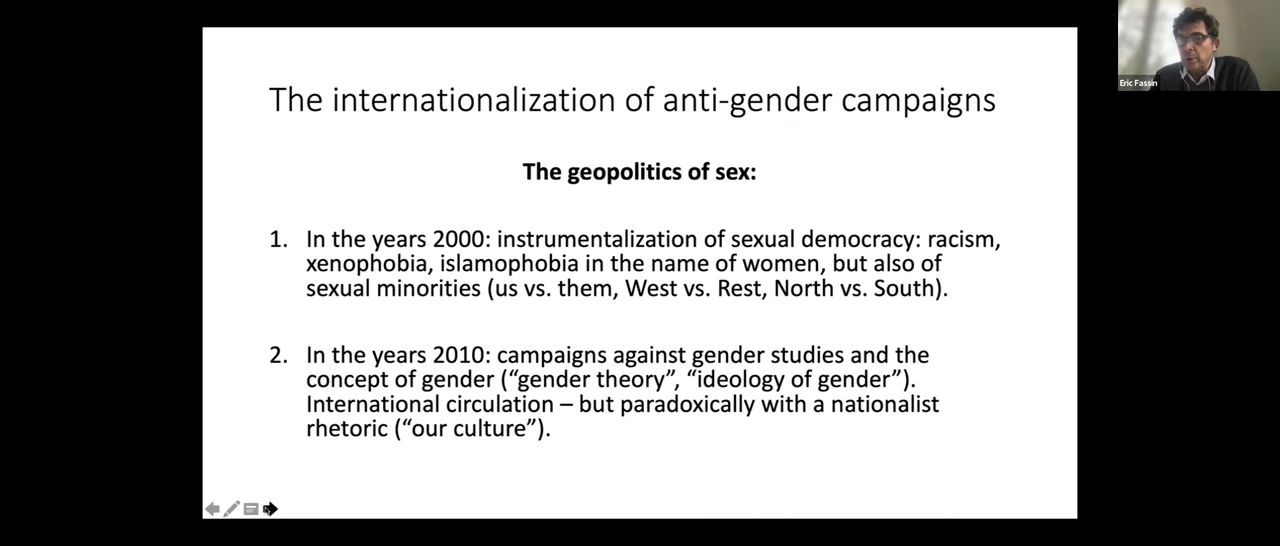 The internationalization of anti-gender campaigns
The geopolitics of sex:
1. In the years 2000: instrumentalization of sexual democracy: racism,
xenophobia, islamophobia in the name of women, but also of
sexual minorities (us vs. them, West vs. Rest, North vs. South).
2. In the years 2010: campaigns against gender studies and the
concept of gender (“gender theory”, “ideology of gender”).
International circulation – but paradoxically with a nationalist
rhetoric (“our culture”).
Eric Fassin